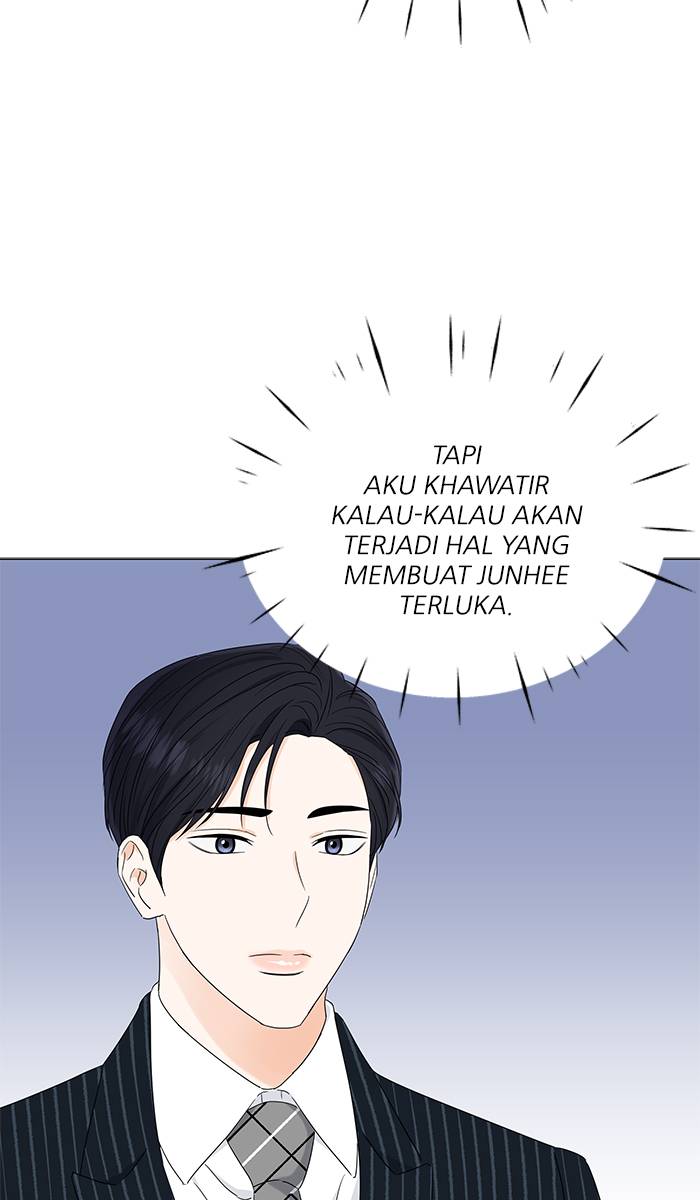 TAPI
AKU KHAWATIR
KALAU-KALAU AKAN
TERJADI HAL YANG
MEMBUAT JUNHEE
TERLUKA.